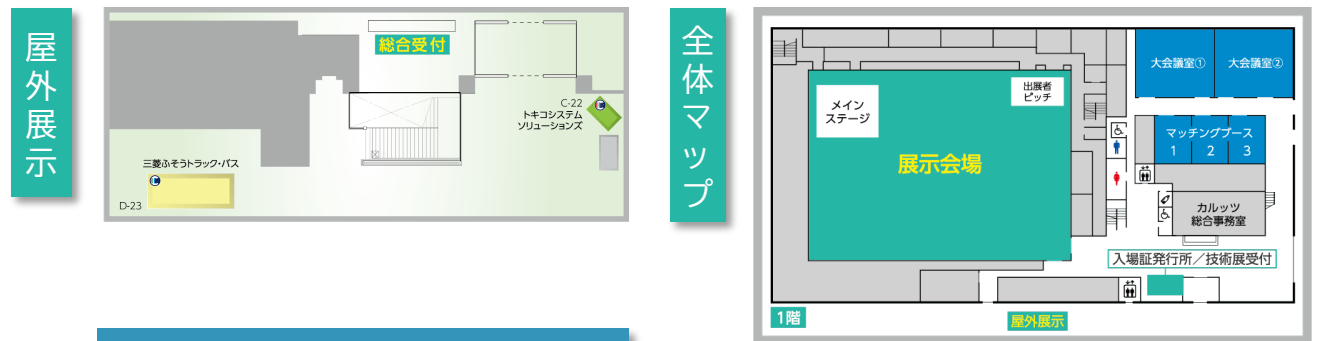 屋外展示
総合受付
C-22
トキコシステム
ソリューションズ
三菱ふそうトラック・バス
D-23
全体マップ
メイン
ステージ
出展者
ピッチ
展示会場
大会議室①
大会議室②
マッチングブース
1 2 3
カルッツ
総合事務室
入場証発行所/技術展受付
1階
屋外展示